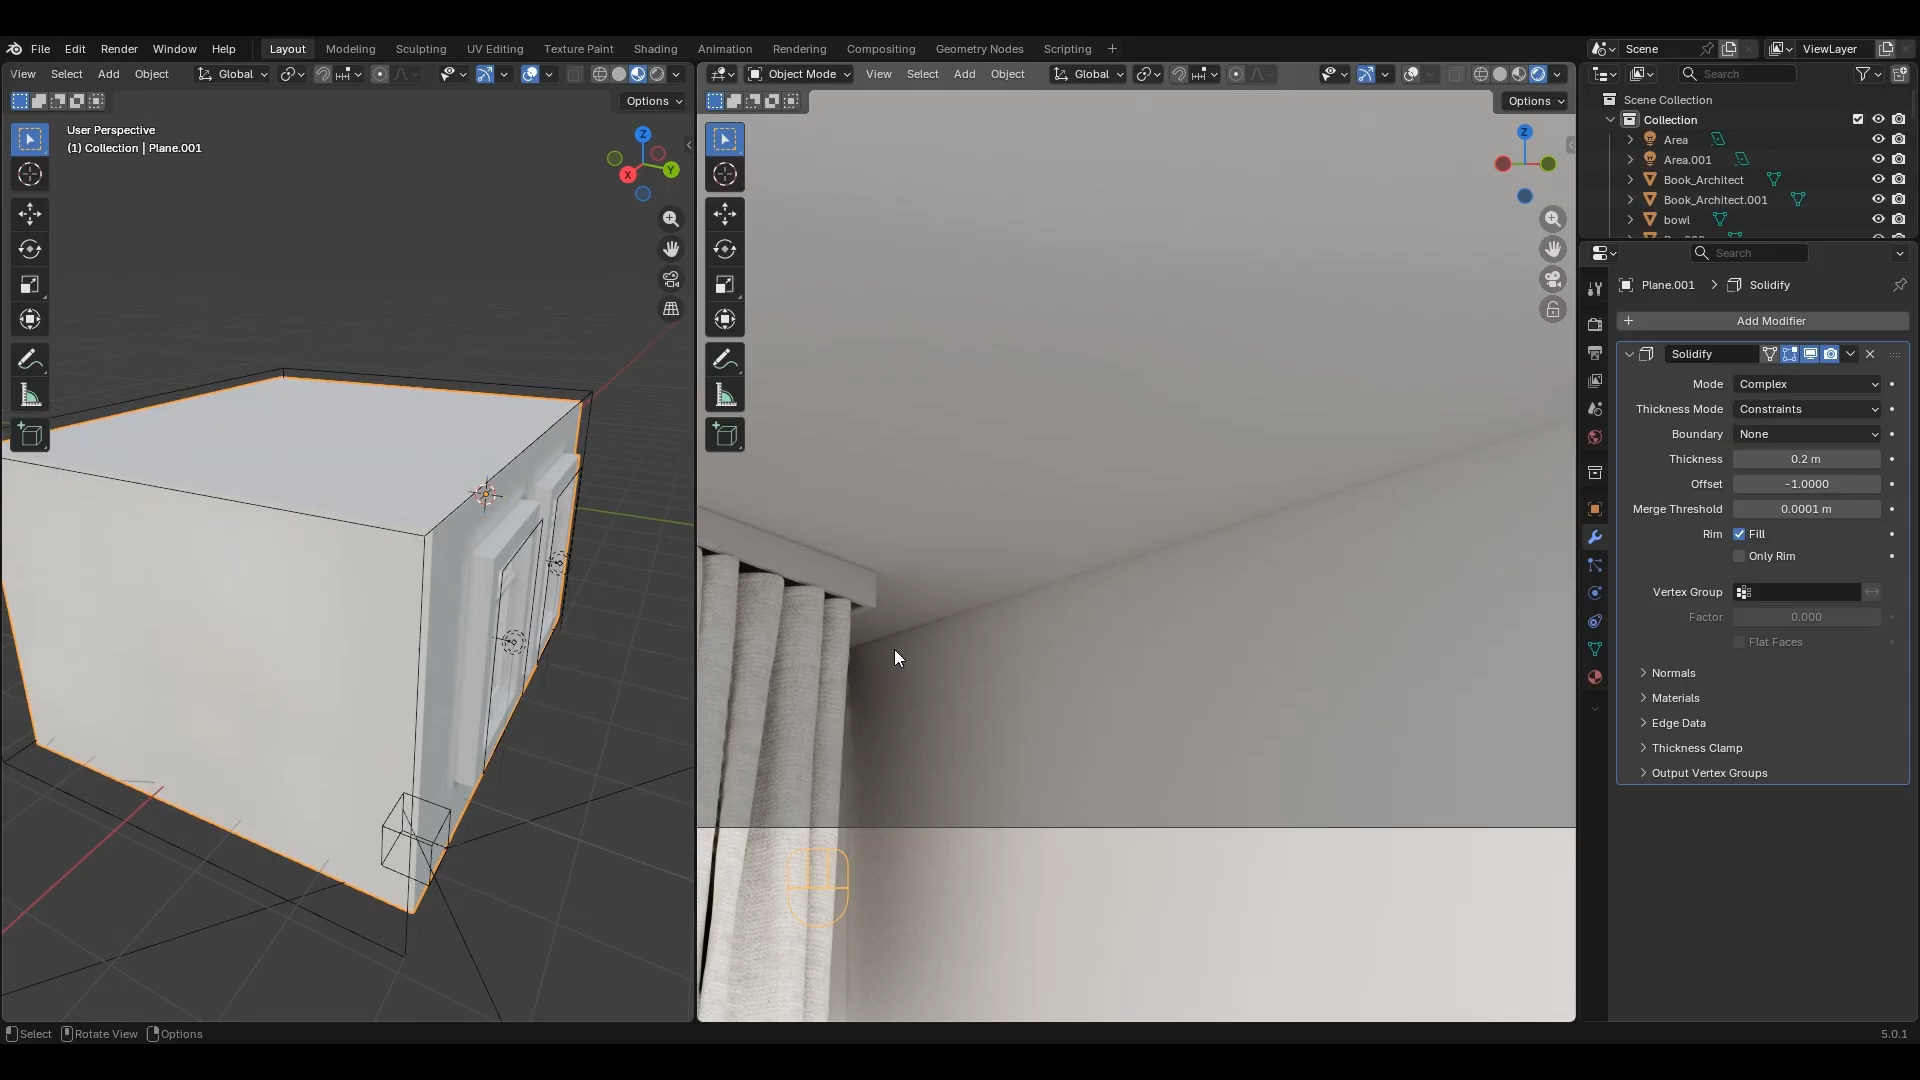 File Edit Render Window Help Layout Modeling Sculpting UV Editing Texture Paint Shading Animation Rendering Compositing Geometry Nodes Scripting + Scene ViewLayer
View Select Add Object Global
Object Mode View Select Add Object Global
Search
Options
Options
User Perspective
(1) Collection | Plane.001
Z
Y
X
Z
Scene Collection
Collection
Area
Area.001
Book_Architect
Book_Architect.001
bowl
Search
Plane.001 > Solidify
+ Add Modifier
Solidify
Mode Complex
Thickness Mode Constraints
Boundary None
Thickness 0.2 m
Offset -1.0000
Merge Threshold 0.0001 m
Rim Fill
Only Rim
Vertex Group
Factor 0.000
Flat Faces
Normals
Materials
Edge Data
Thickness Clamp
Output Vertex Groups
Select Rotate View Options 5.0.1